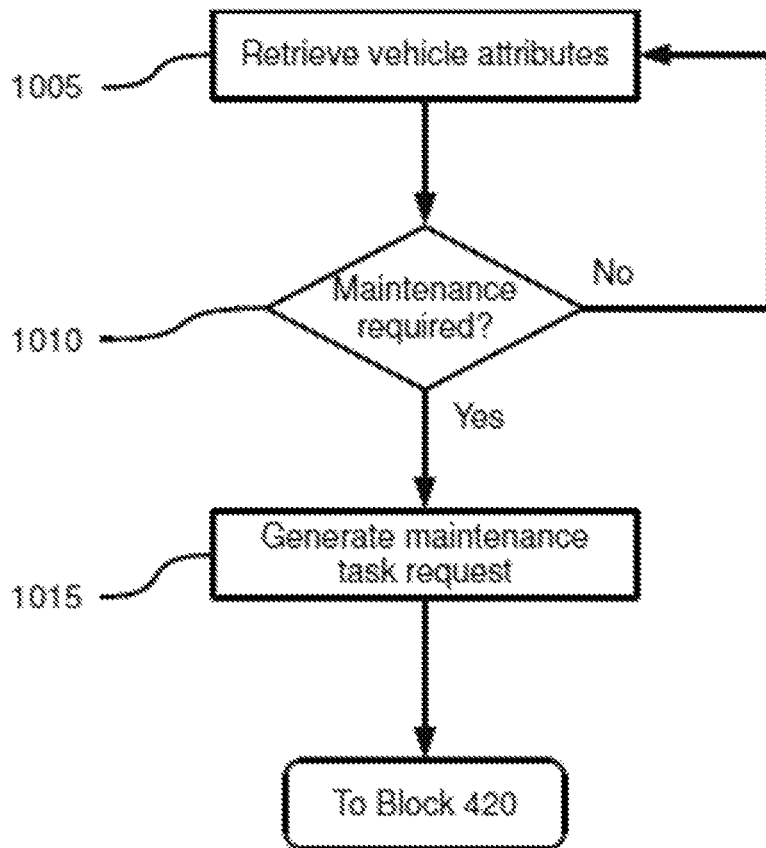 Retrieve vehicle attributes
1005
Maintenance
required?
No
1010
Yes
Generate maintenance
task request
1015
To Block 420